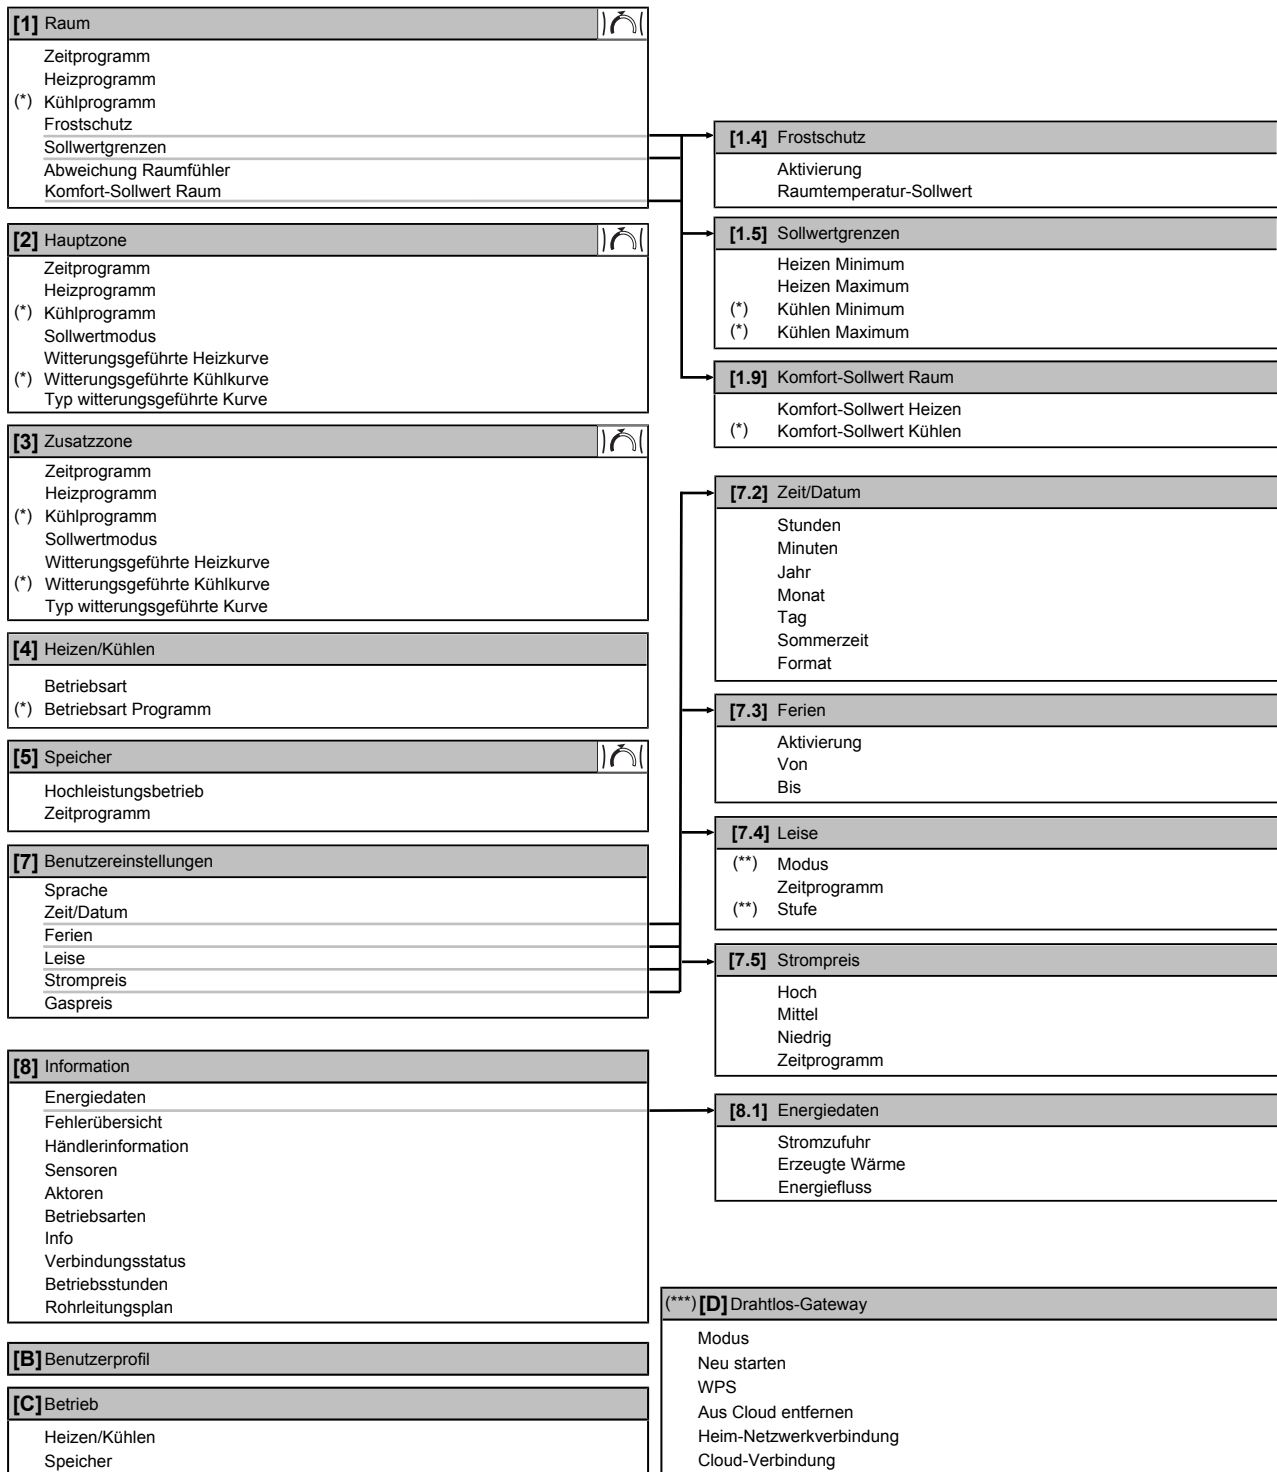 [1] Raum
Zeitprogramm
Heizprogramm
(*) Kühlprogramm
Frostschutz
Sollwertgrenzen
Abweichung Raumfühler
Komfort-Sollwert Raum
[2] Hauptzone
Zeitprogramm
Heizprogramm
(*) Kühlprogramm
Sollwertmodus
Witterungsgeführte Heizkurve
(*) Witterungsgeführte Kühlkurve
Typ witterungsgeführte Kurve
[3] Zusatzzone
Zeitprogramm
Heizprogramm
(*) Kühlprogramm
Sollwertmodus
Witterungsgeführte Heizkurve
(*) Witterungsgeführte Kühlkurve
Typ witterungsgeführte Kurve
[4] Heizen/Kühlen
Betriebsart
(*) Betriebsart Programm
[5] Speicher
Hochleistungsbetrieb
Zeitprogramm
[7] Benutzereinstellungen
Sprache
Zeit/Datum
Ferien
Leise
Strompreis
Gaspreis
[8] Information
Energiedaten
Fehlerübersicht
Händlerinformation
Sensoren
Aktoren
Betriebsarten
Info
Verbindungsstatus
Betriebsstunden
Rohrleitungsplan
[B] Benutzerprofil
[C] Betrieb
Heizen/Kühlen
Speicher
[1.4] Frostschutz
Aktivierung
Raumtemperatur-Sollwert
[1.5] Sollwertgrenzen
Heizen Minimum
Heizen Maximum
(*) Kühlen Minimum
(*) Kühlen Maximum
[1.9] Komfort-Sollwert Raum
Komfort-Sollwert Heizen
(*) Komfort-Sollwert Kühlen
[7.2] Zeit/Datum
Stunden
Minuten
Jahr
Monat
Tag
Sommerzeit
Format
[7.3] Ferien
Aktivierung
Von
Bis
[7.4] Leise
(**) Modus
Zeitprogramm
(**) Stufe
[7.5] Strompreis
Hoch
Mittel
Niedrig
Zeitprogramm
[8.1] Energiedaten
Stromzufuhr
Erzeugte Wärme
Energiefluss
(***) [D] Drahtlos-Gateway
Modus
Neu starten
WPS
Aus Cloud entfernen
Heim-Netzwerkverbindung
Cloud-Verbindung